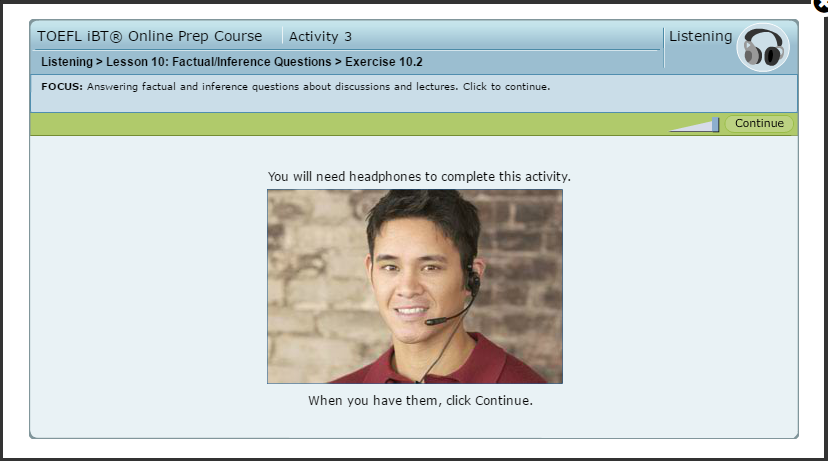 TOEFL iBT® Online Prep Course Activity 3 Listening
Listening > Lesson 10: Factual/Inference Questions > Exercise 10.2
FOCUS: Answering factual and inference questions about discussions and lectures. Click to continue.
Continue
You will need headphones to complete this activity.
When you have them, click Continue.